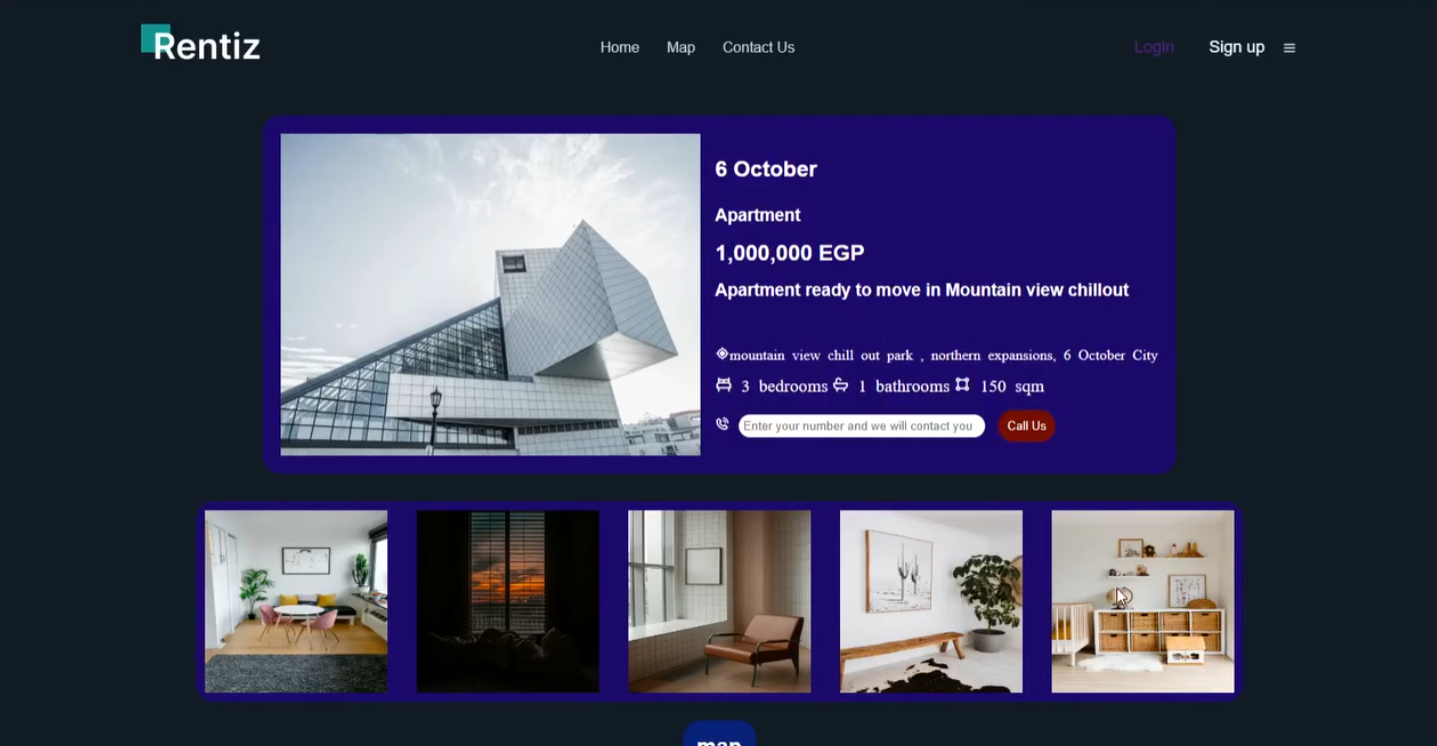 Rentiz
Home Map Contact Us
Login Sign up
6 October
Apartment
1,000,000 EGP
Apartment ready to move in Mountain view chillout
mountain view chill out park , northern expansions, 6 October City
3 bedrooms 1 bathrooms 150 sqm
Enter your number and we will contact you Call Us
map